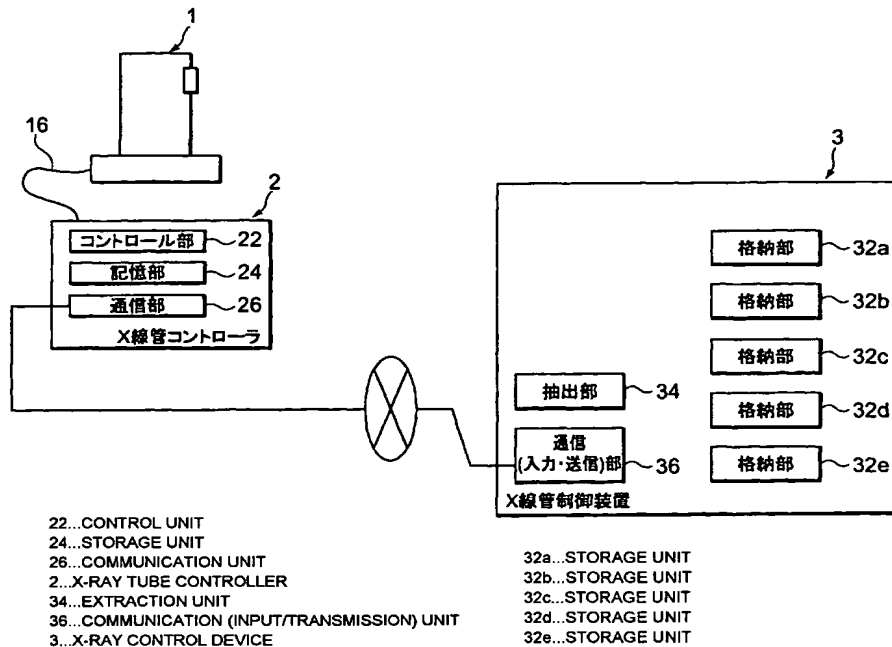 1
16
2
コントロール部 22
記憶部 24
通信部 26
X線管コントローラ
3
格納部 32a
格納部 32b
格納部 32c
格納部 32d
格納部 32e
抽出部 34
通信
(入力・送信)部 36
X線管制御装置
22...CONTROL UNIT
24...STORAGE UNIT
26...COMMUNICATION UNIT
2...X-RAY TUBE CONTROLLER
34...EXTRACTION UNIT
36...COMMUNICATION (INPUT/TRANSMISSION) UNIT
3...X-RAY CONTROL DEVICE
32a...STORAGE UNIT
32b...STORAGE UNIT
32c...STORAGE UNIT
32d...STORAGE UNIT
32e...STORAGE UNIT